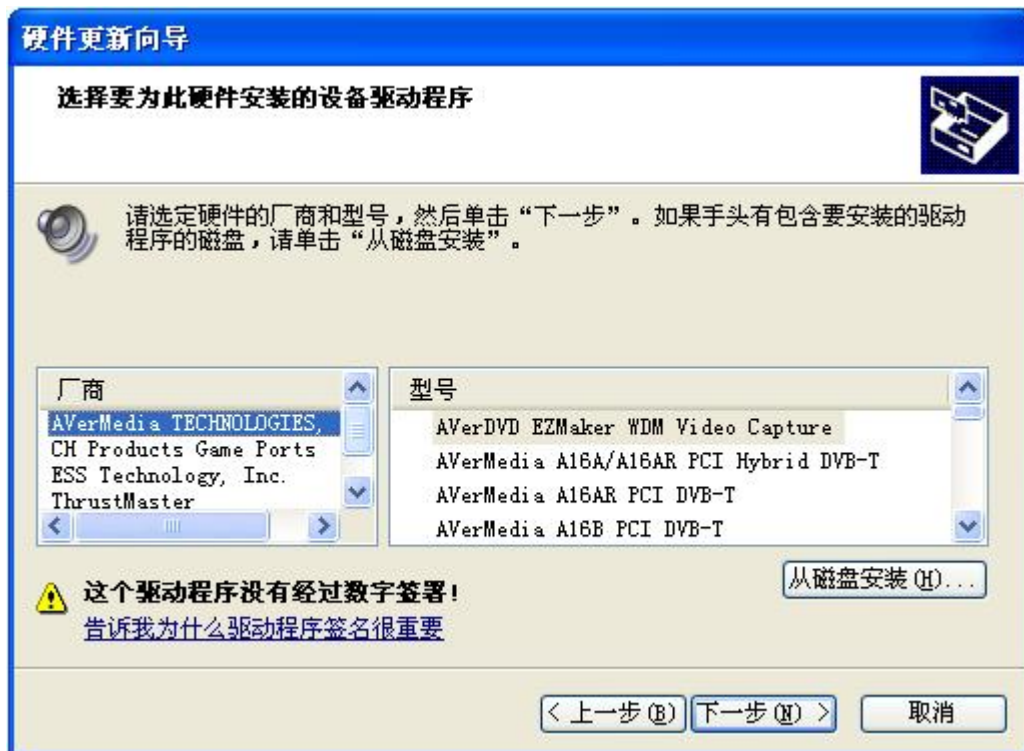 硬件更新向导
选择要为此硬件安装的设备驱动程序
请选定硬件的厂商和型号，然后单击“下一步”。如果手头有包含要安装的驱动
程序的磁盘，请单击“从磁盘安装”。
厂商
AVerMedia TECHNOLOGIES,
CH Products Game Ports
ESS Technology, Inc.
ThrustMaster
型号
AVerDVD EZMaker WDM Video Capture
AVerMedia A16A/A16AR PCI Hybrid DVB-T
AVerMedia A16AR PCI DVB-T
AVerMedia A16B PCI DVB-T
这个驱动程序没有经过数字签署!
告诉我为什么驱动程序签名很重要
从磁盘安装(H)...
< 上一步(B)
下一步(N) >
取消